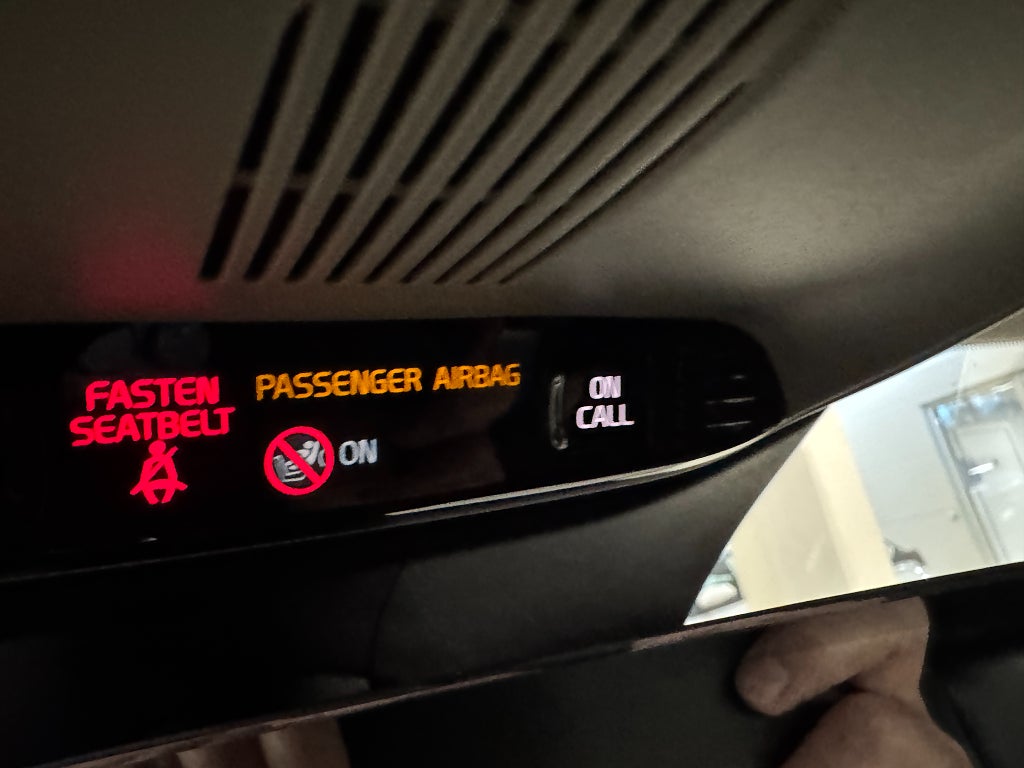 FASTEN
SEATBELT
PASSENGER AIRBAG
ON
ON
CALL